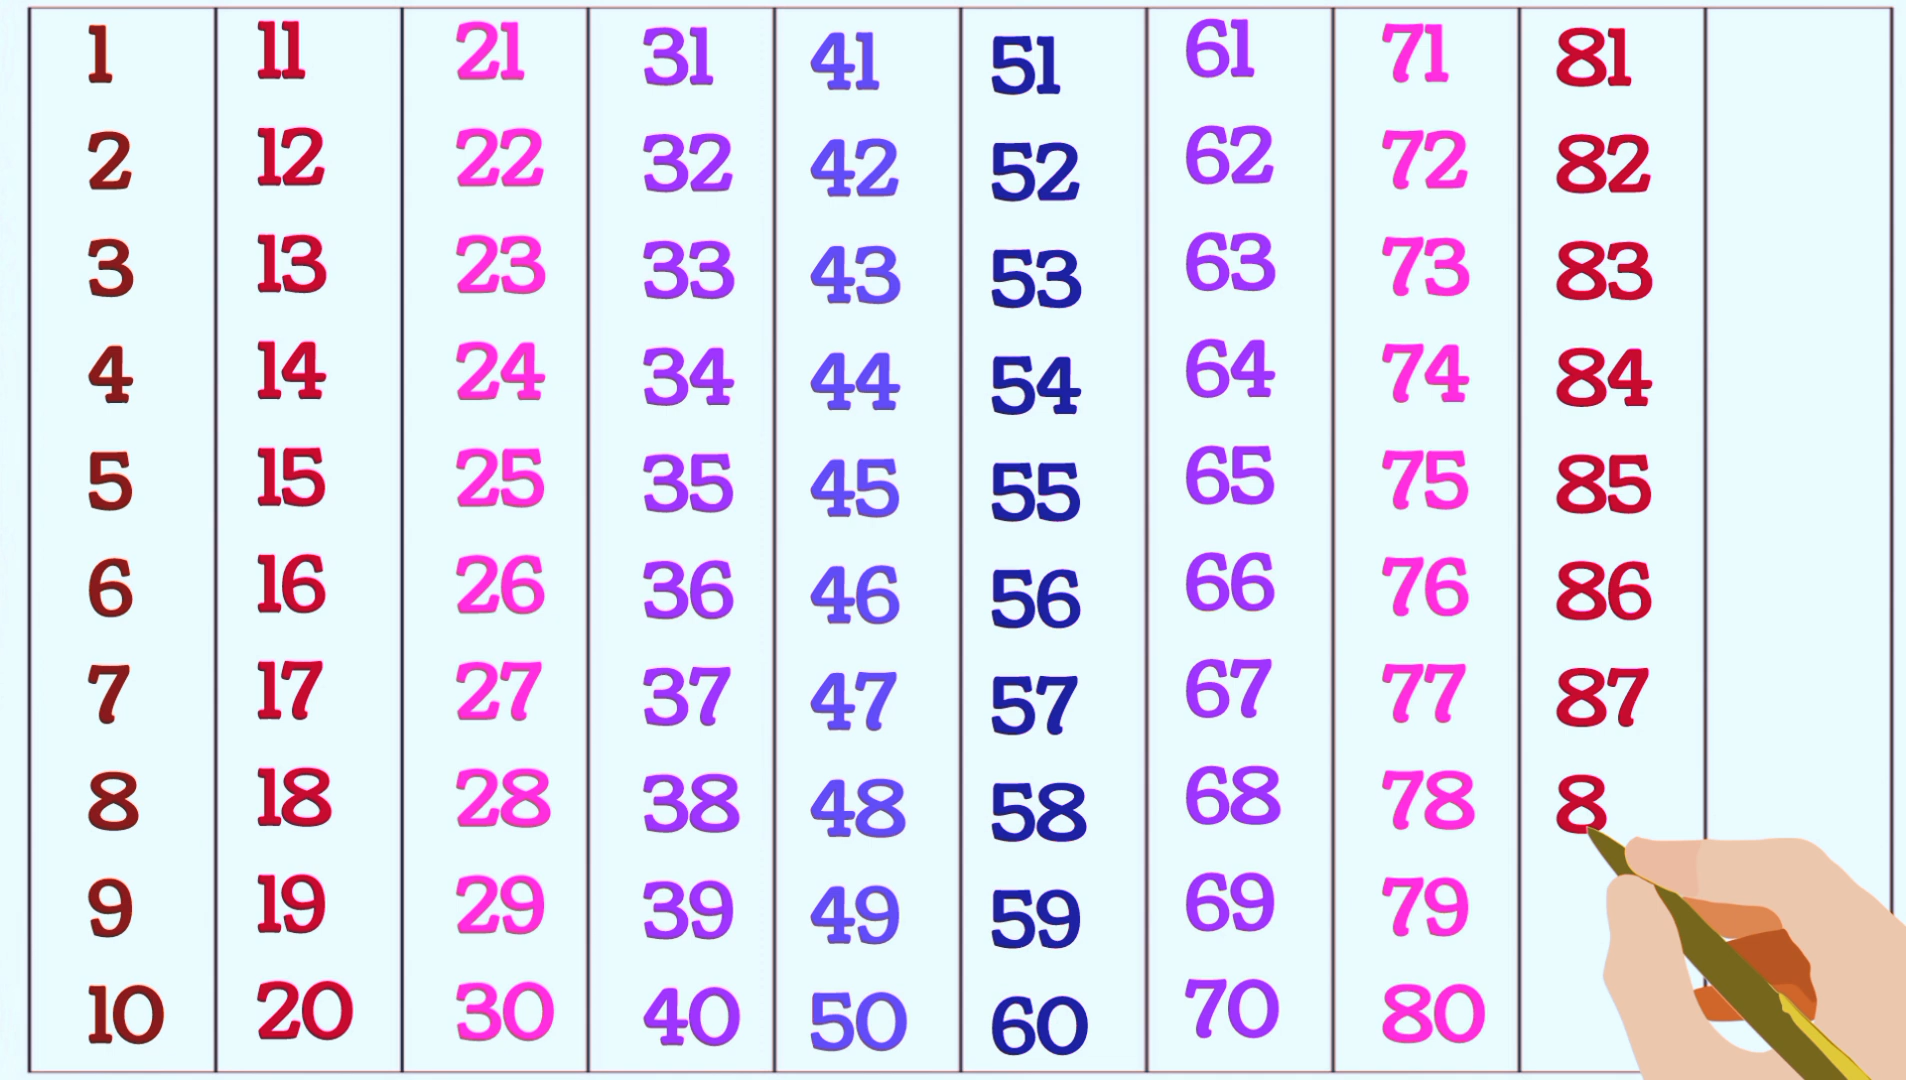 1 11 21 31 41 51 61 71 81
2 12 22 32 42 52 62 72 82
3 13 23 33 43 53 63 73 83
4 14 24 34 44 54 64 74 84
5 15 25 35 45 55 65 75 85
6 16 26 36 46 56 66 76 86
7 17 27 37 47 57 67 77 87
8 18 28 38 48 58 68 78 8
9 19 29 39 49 59 69 79
10 20 30 40 50 60 70 80